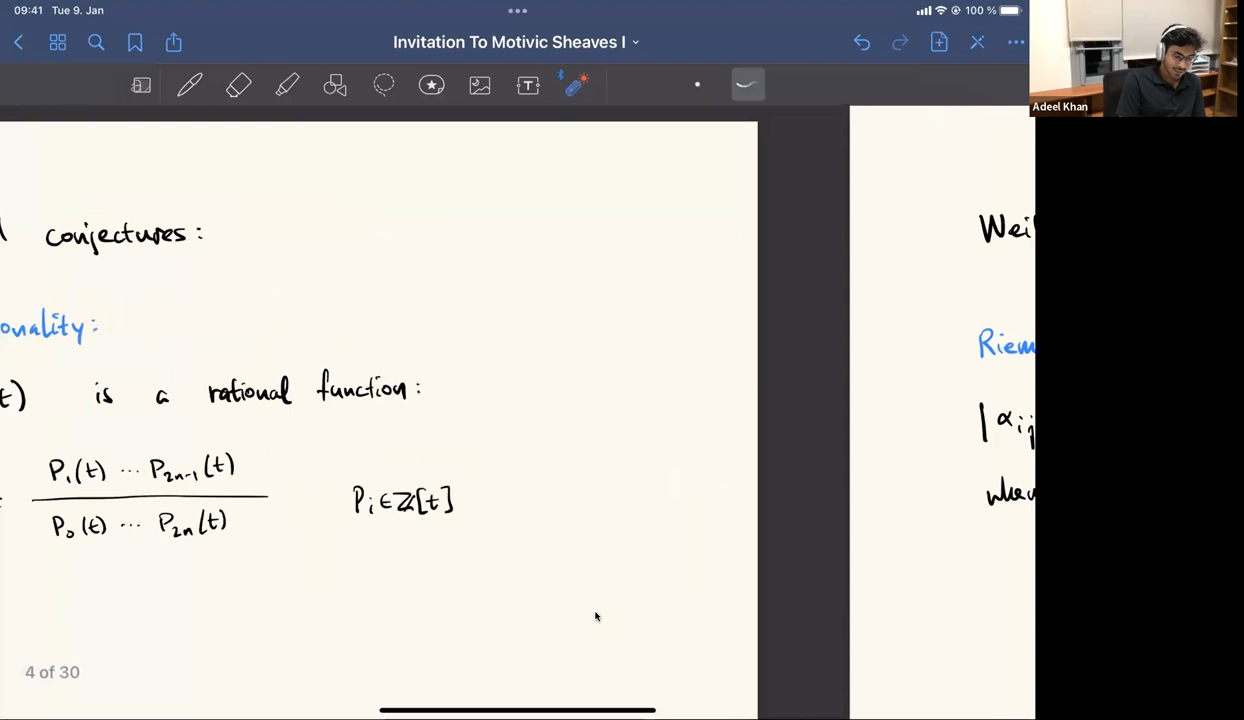 09:41 Tue 9. Jan
100 %
Invitation To Motivic Sheaves I
Adeel Khan
conjectures:
onality:
t) is a rational function:
P₁(t) ... P₂ₙ₋₁(t)
P₀(t) ... P₂ₙ(t)
Pᵢ∈ℤ[t]
4 of 30
Wei
Riem
|αᵢⱼ
whe